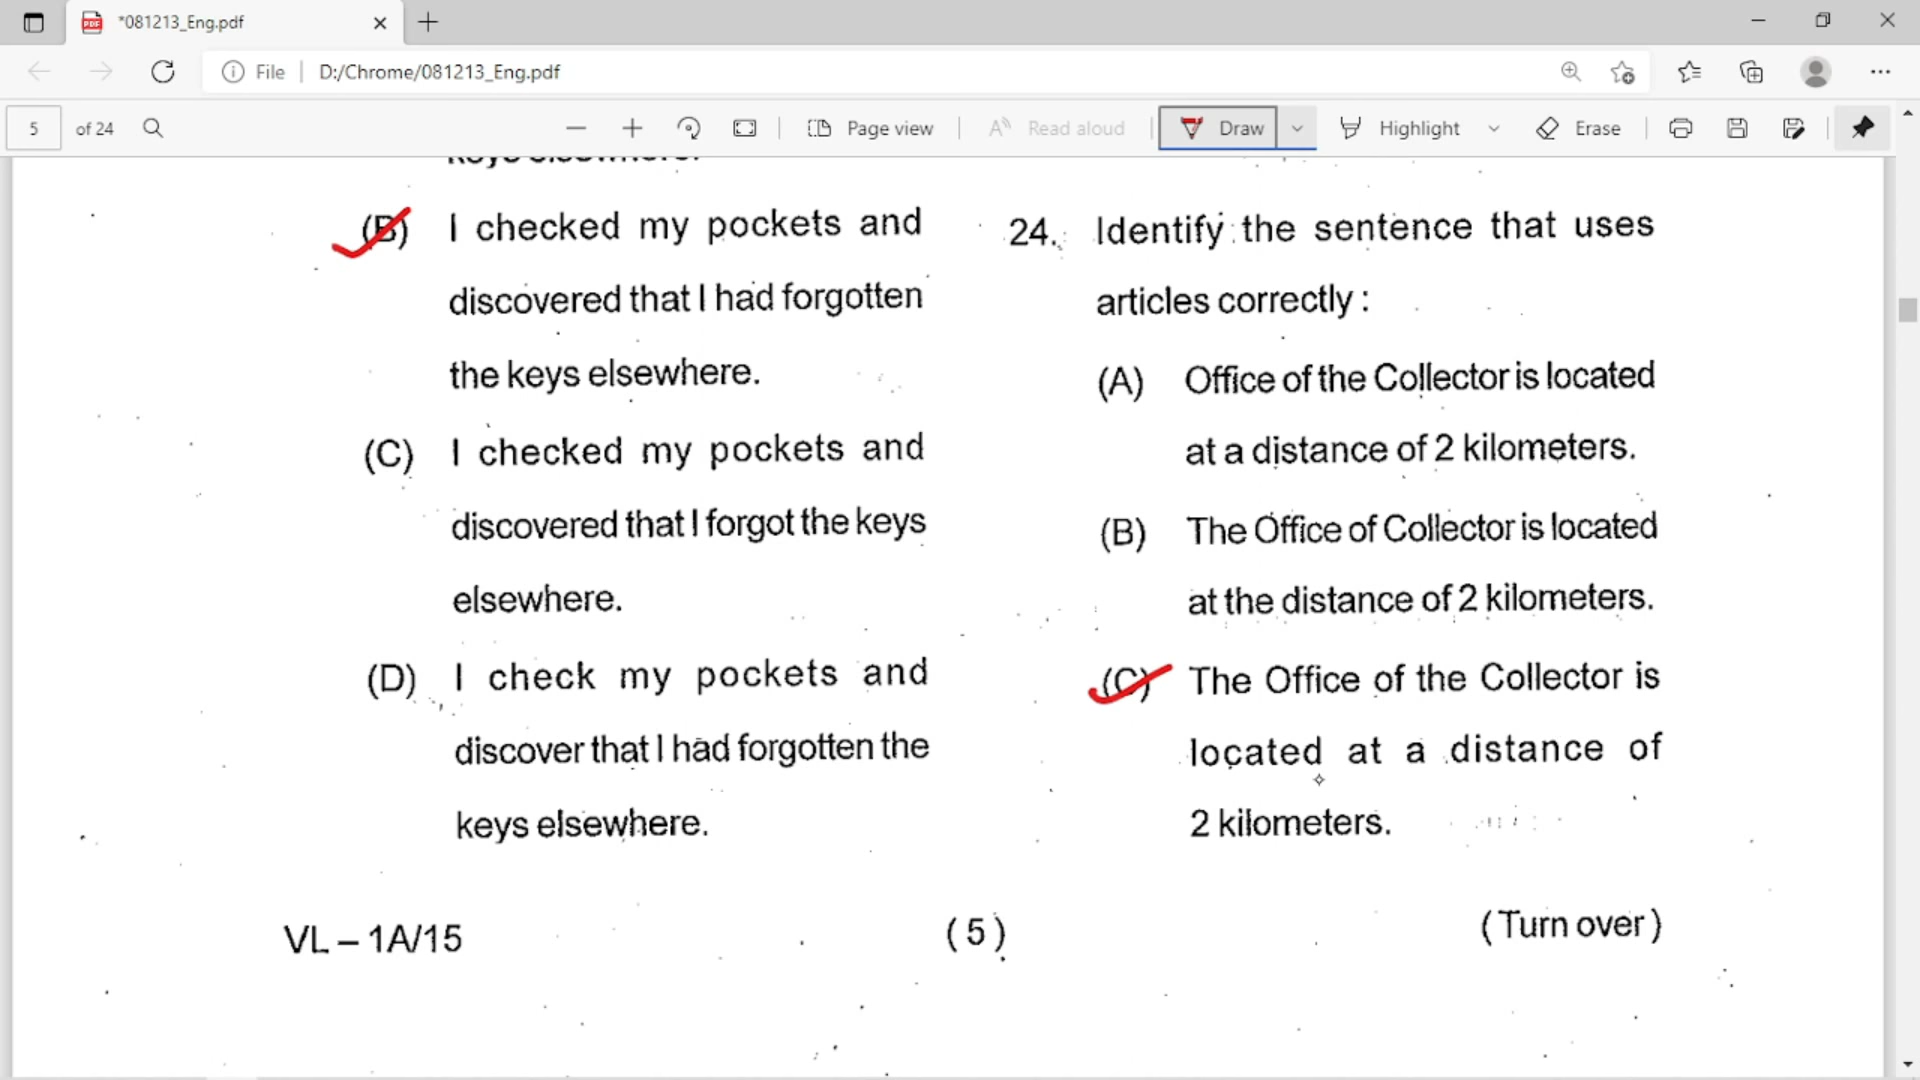 *081213_Eng.pdf
File
D:/Chrome/081213_Eng.pdf
5 of 24
Page view
Read aloud
Draw
Highlight
Erase
keys elsewhere.
(B) I checked my pockets and
discovered that I had forgotten
the keys elsewhere.
(C) I checked my pockets and
discovered that I forgot the keys
elsewhere.
(D) I check my pockets and
discover that I had forgotten the
keys elsewhere.
24. Identify the sentence that uses
articles correctly :
(A) Office of the Collector is located
at a distance of 2 kilometers.
(B) The Office of Collector is located
at the distance of 2 kilometers.
(C) The Office of the Collector is
located at a distance of
2 kilometers.
VL – 1A/15
( 5 )
( Turn over )